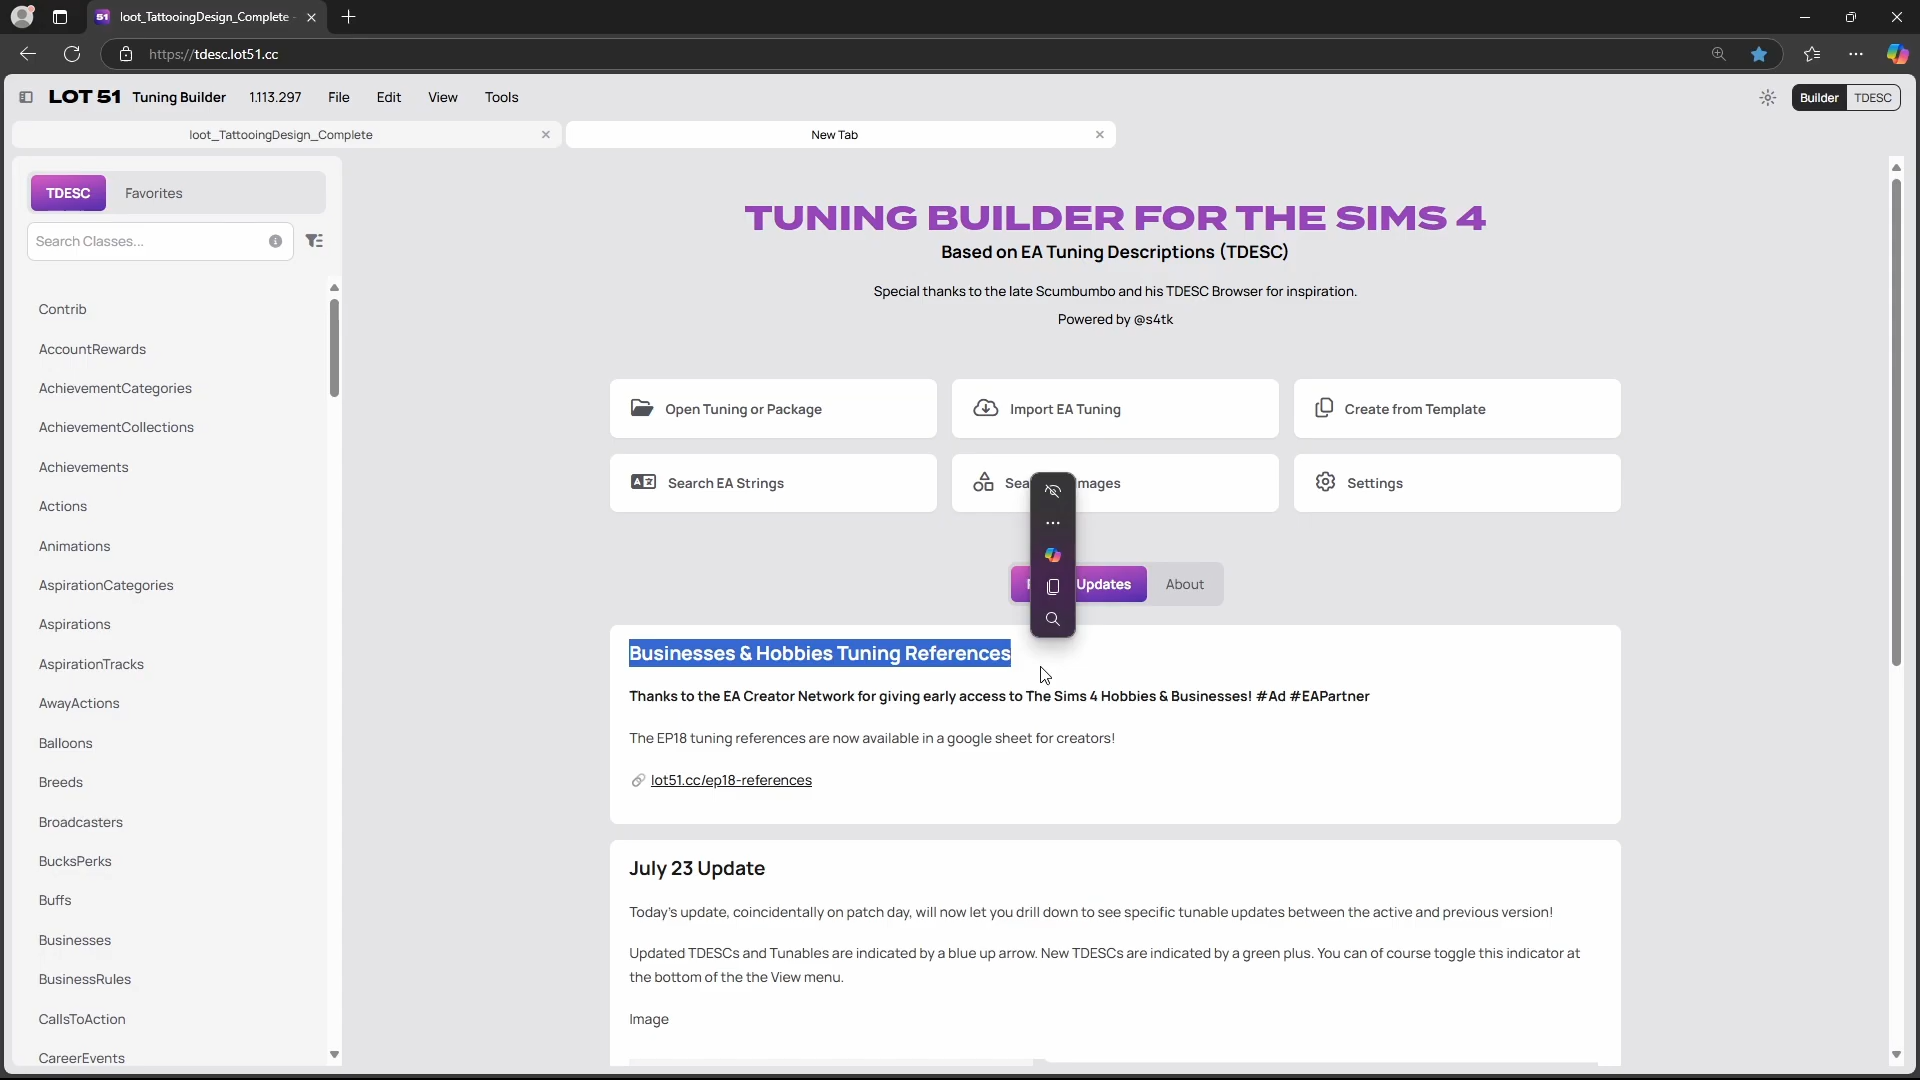 loot_TattooingDesign_Complete
https://tdesc.lot51.cc
LOT 51 Tuning Builder 1.113.297 File Edit View Tools
Builder TDESC
loot_TattooingDesign_Complete
New Tab
TDESC Favorites
Search Classes...
Contrib
AccountRewards
AchievementCategories
AchievementCollections
Achievements
Actions
Animations
AspirationCategories
Aspirations
AspirationTracks
AwayActions
Balloons
Breeds
Broadcasters
BucksPerks
Buffs
Businesses
BusinessRules
CallsToAction
CareerEvents
TUNING BUILDER FOR THE SIMS 4
Based on EA Tuning Descriptions (TDESC)
Special thanks to the late Scumbumbo and his TDESC Browser for inspiration.
Powered by @s4tk
Open Tuning or Package
Import EA Tuning
Create from Template
Search EA Strings
Settings
Updates
About
Businesses & Hobbies Tuning References
Thanks to the EA Creator Network for giving early access to The Sims 4 Hobbies & Businesses! #Ad #EAPartner
The EP18 tuning references are now available in a google sheet for creators!
lot51.cc/ep18-references
July 23 Update
Today's update, coincidentally on patch day, will now let you drill down to see specific tunable updates between the active and previous version!
Updated TDESCs and Tunables are indicated by a blue up arrow. New TDESCs are indicated by a green plus. You can of course toggle this indicator at
the bottom of the the View menu.
Image